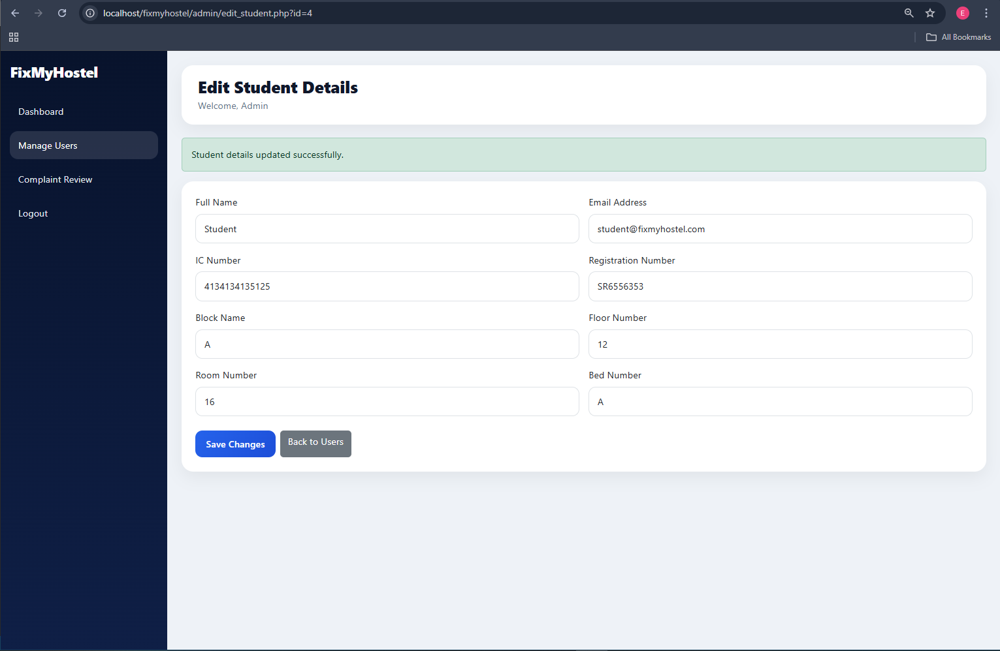 localhost/fixmyhostel/admin/edit_student.php?id=4
E
All Bookmarks
FixMyHostel
Dashboard
Manage Users
Complaint Review
Logout
Edit Student Details
Welcome, Admin
Student details updated successfully.
Full Name
Email Address
Student
student@fixmyhostel.com
IC Number
Registration Number
4134134135125
SR6556353
Block Name
Floor Number
A
12
Room Number
Bed Number
16
A
Save Changes
Back to Users